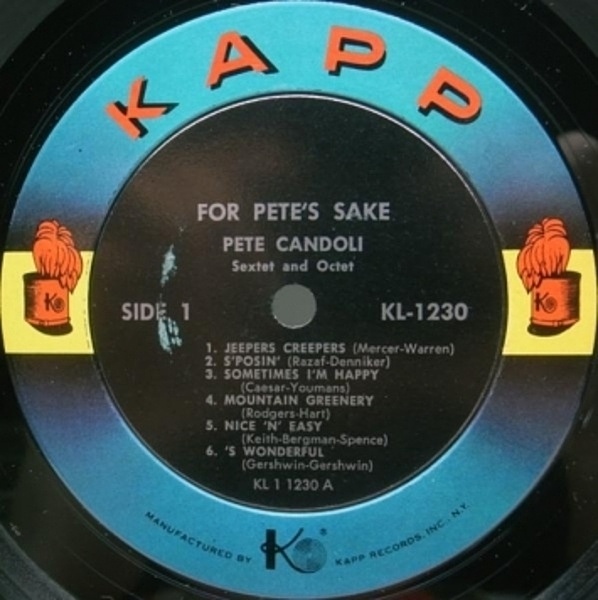 KAPP
FOR PETE'S SAKE
PETE CANDOLI
Sextet and Octet
SIDE 1
KL-1230
1. JEEPERS CREEPERS (Mercer-Warren)
2. S'POSIN' (Razaf-Denniker)
3. SOMETIMES I'M HAPPY
(Caesar-Youmans)
4. MOUNTAIN GREENERY
(Rodgers-Hart)
5. NICE 'N' EASY
(Keith-Bergman-Spence)
6. 'S WONDERFUL
(Gershwin-Gershwin)
KL 1 1230 A
MANUFACTURED BY K ® KAPP RECORDS, INC. N.Y.
K
K